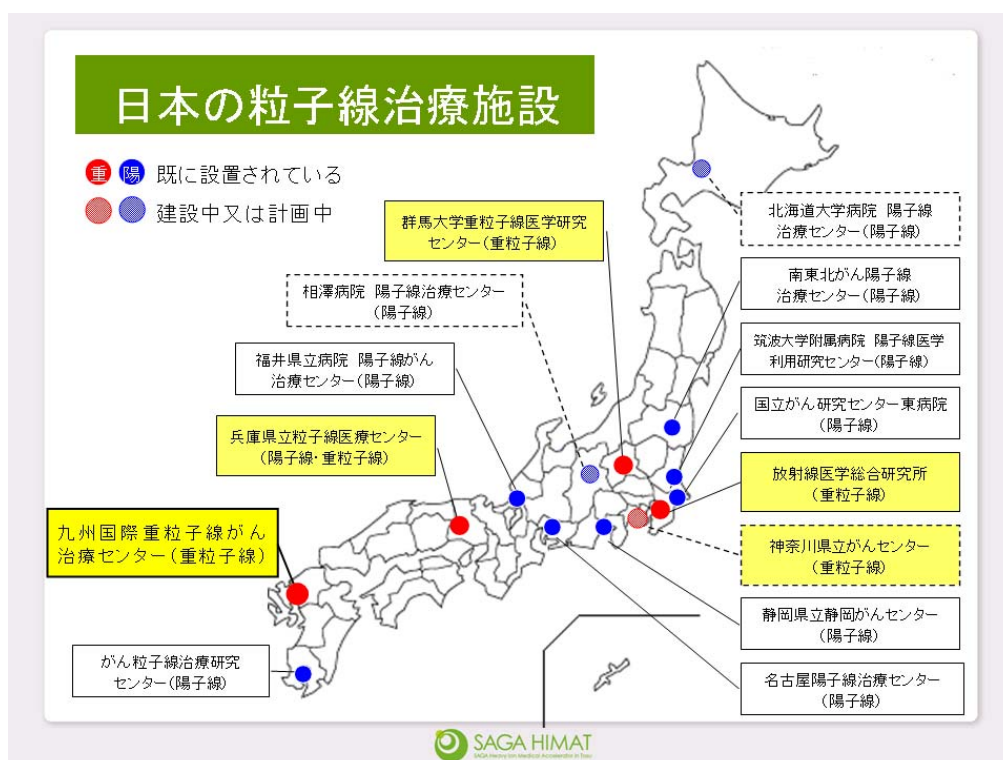 日本の粒子線治療施設
重 陽 既に設置されている
建設中又は計画中
群馬大学重粒子線医学研究
センター(重粒子線)
相澤病院 陽子線治療センター
(陽子線)
福井県立病院 陽子線がん
治療センター(陽子線)
兵庫県立粒子線医療センター
(陽子線・重粒子線)
九州国際重粒子線がん
治療センター(重粒子線)
がん粒子線治療研究
センター(陽子線)
北海道大学病院 陽子線
治療センター(陽子線)
南東北がん陽子線
治療センター(陽子線)
筑波大学附属病院 陽子線医学
利用研究センター(陽子線)
国立がん研究センター東病院
(陽子線)
放射線医学総合研究所
(重粒子線)
神奈川県立がんセンター
(重粒子線)
静岡県立静岡がんセンター
(陽子線)
名古屋陽子線治療センター
(陽子線)
SAGA HIMAT
SAGA Heavy Ion Medical Accelerator in Tosu